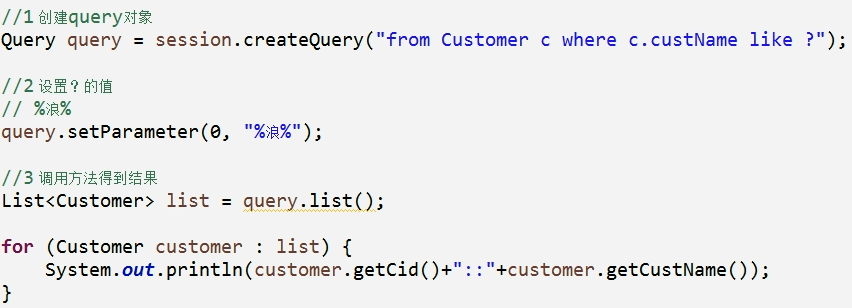 //1 创建query对象
Query query = session.createQuery("from Customer c where c.custName like ?");
//2 设置？的值
// %浪%
query.setParameter(0, "%浪%");
//3 调用方法得到结果
List<Customer> list = query.list();
for (Customer customer : list) {
    System.out.println(customer.getCid()+"::"+customer.getCustName());
}